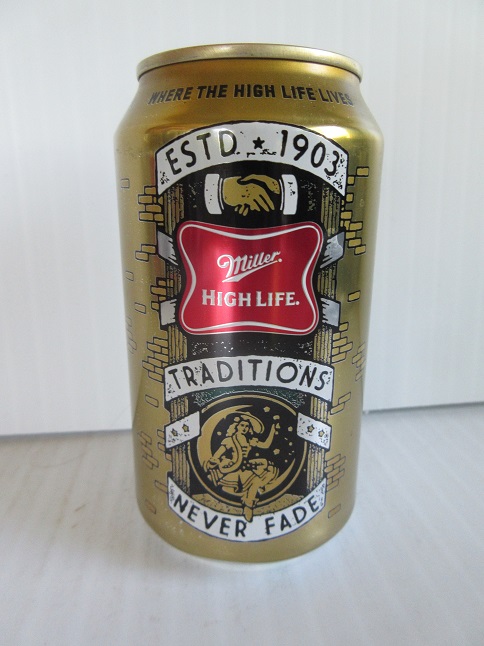 WHERE THE HIGH LIFE LIVES
ESTD ★ 1903
Miller
HIGH LIFE.
TRADITIONS
NEVER FADE